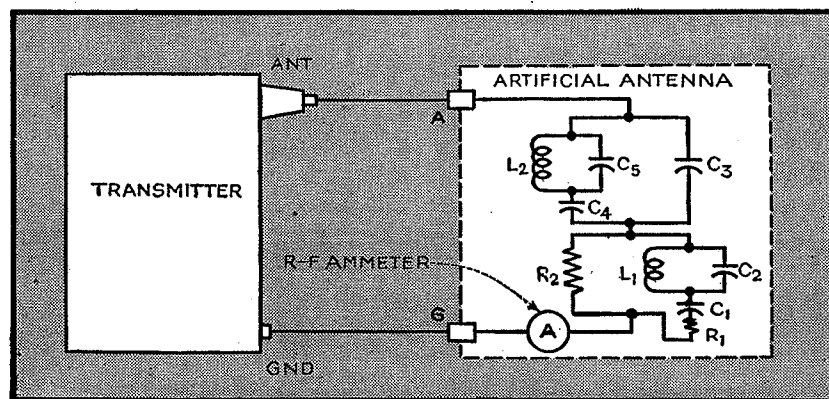 ANT
ARTIFICIAL ANTENNA
A
L2
C5
C3
TRANSMITTER
C4
R-F AMMETER
R2
L1
C2
C1
G
A
R1
GND